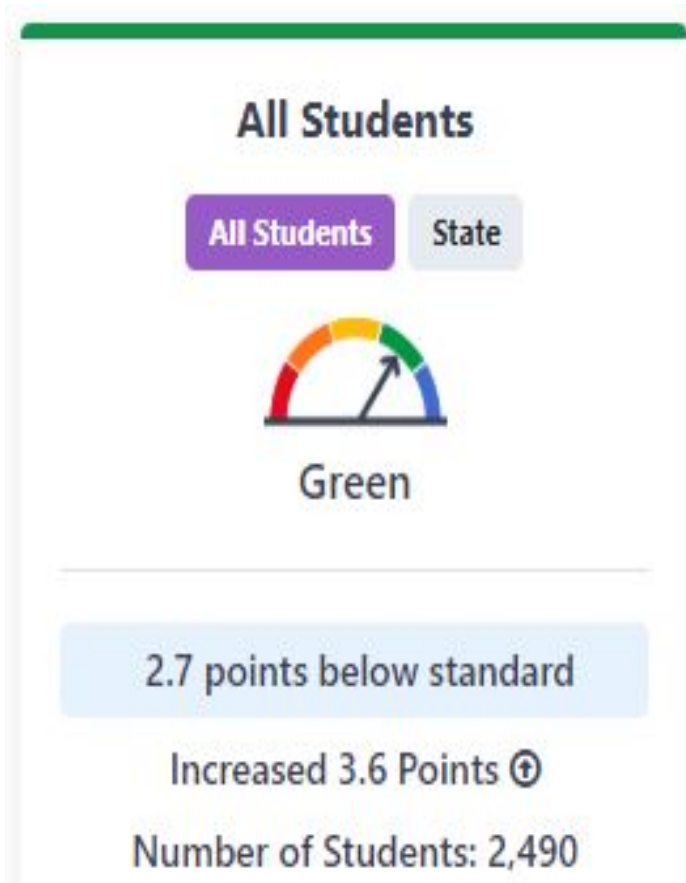 All Students
All Students State
Green
2.7 points below standard
Increased 3.6 Points
Number of Students: 2,490